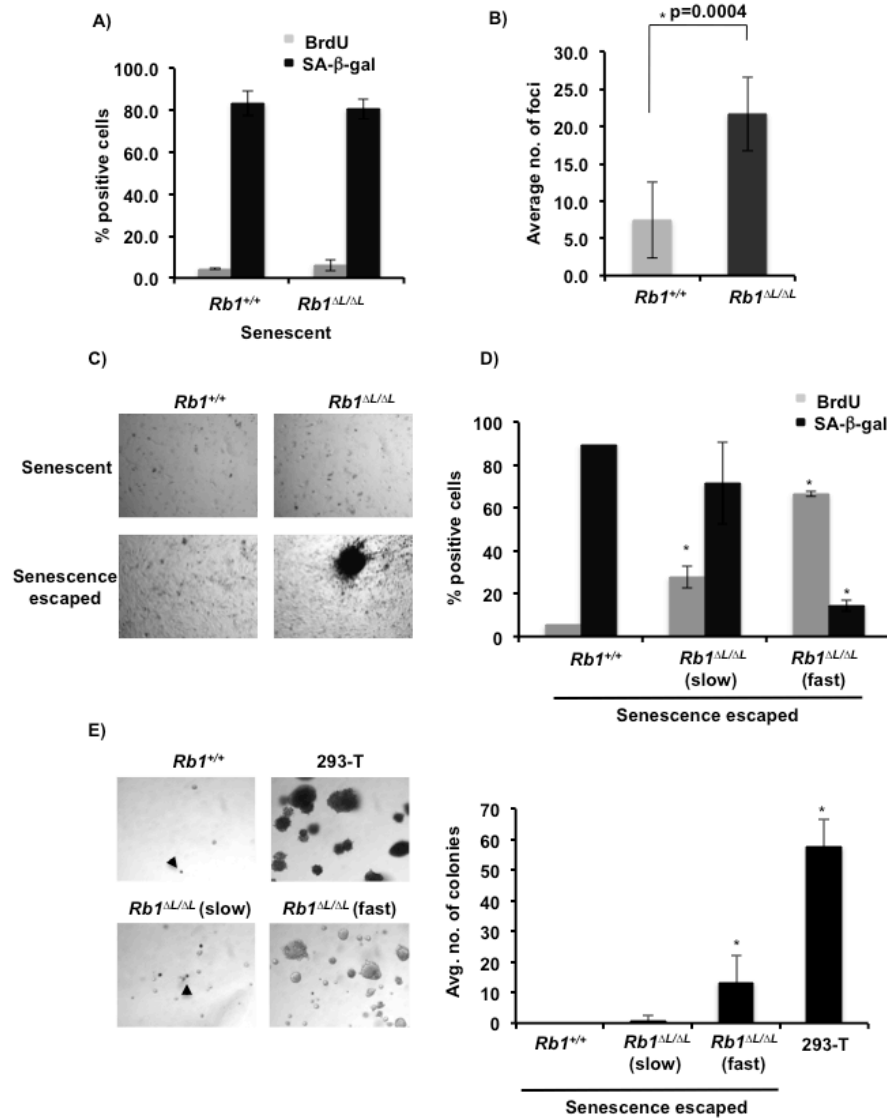 A)
BrdU
SA-β-gal
% positive cells
100.0
80.0
60.0
40.0
20.0
0.0
Rb1+/+
Rb1ΔL/ΔL
Senescent
B)
* p=0.0004
Average no. of foci
30.0
25.0
20.0
15.0
10.0
5.0
0.0
Rb1+/+
Rb1ΔL/ΔL
C)
Rb1+/+
Rb1ΔL/ΔL
Senescent
Senescence
escaped
D)
BrdU
SA-β-gal
% positive cells
100
80
60
40
20
0
*
*
*
Rb1+/+
Rb1ΔL/ΔL
(slow)
Rb1ΔL/ΔL
(fast)
Senescence escaped
E)
Rb1+/+
293-T
Rb1ΔL/ΔL (slow)
Rb1ΔL/ΔL (fast)
Avg. no. of colonies
70
60
50
40
30
20
10
0
*
*
Rb1+/+
Rb1ΔL/ΔL
(slow)
Rb1ΔL/ΔL
(fast)
293-T
Senescence escaped